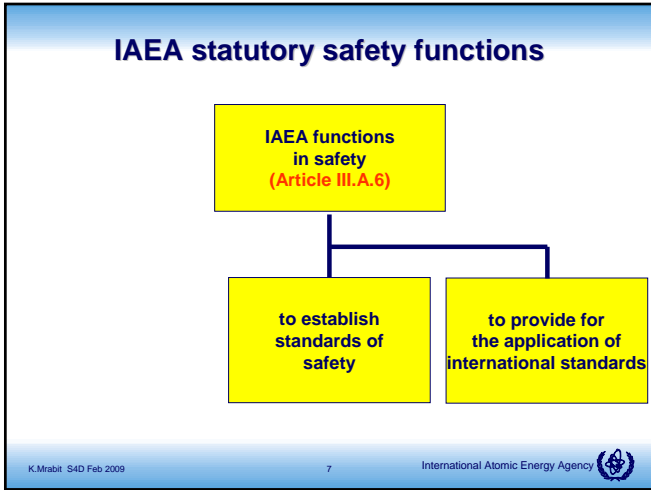 IAEA statutory safety functions
IAEA functions
in safety
(Article III.A.6)
to establish
standards of
safety
to provide for
the application of
international standards
K.Mrabit S4D Feb 2009
7
International Atomic Energy Agency